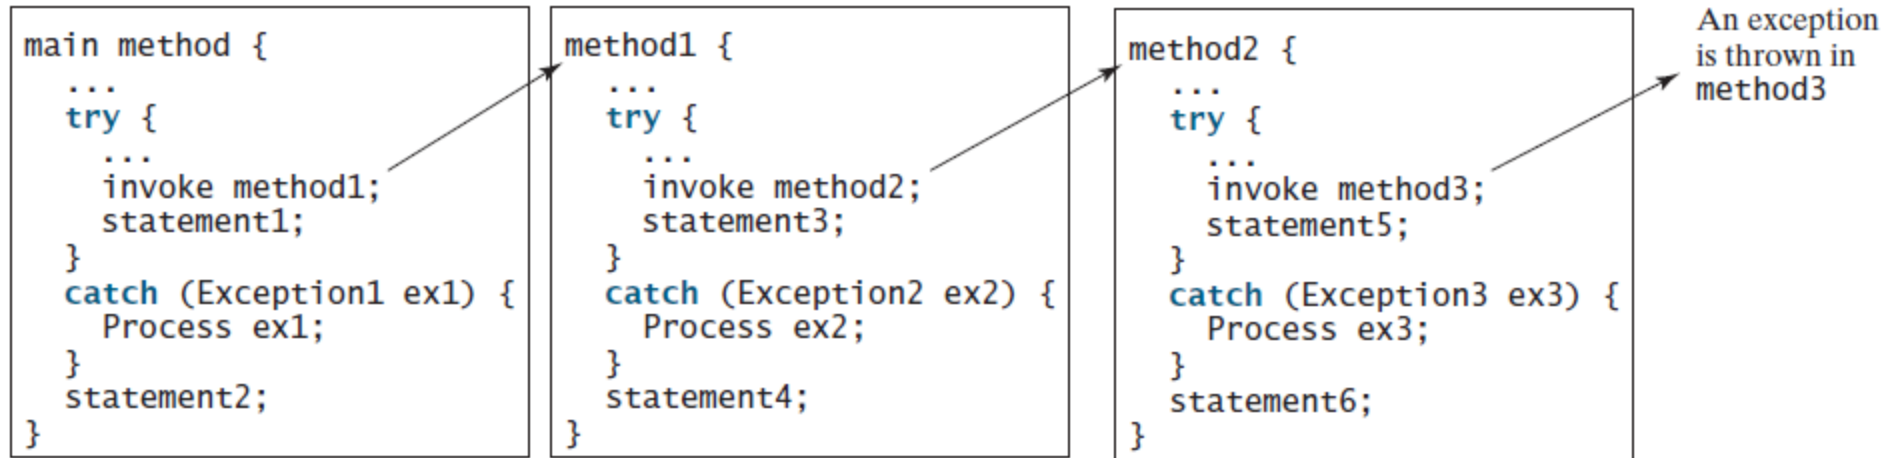 main method {
...
try {
...
invoke method1;
statement1;
}
catch (Exception1 ex1) {
Process ex1;
}
statement2;
}
method1 {
...
try {
...
invoke method2;
statement3;
}
catch (Exception2 ex2) {
Process ex2;
}
statement4;
}
method2 {
...
try {
...
invoke method3;
statement5;
}
catch (Exception3 ex3) {
Process ex3;
}
statement6;
}
An exception
is thrown in
method3